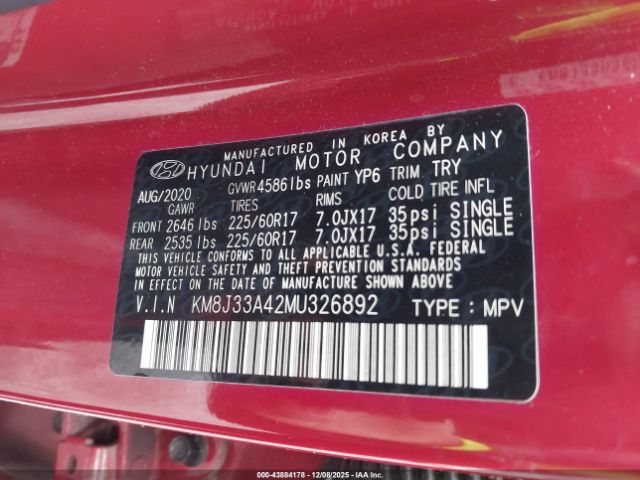 MANUFACTURED IN KOREA BY
HYUNDAI MOTOR COMPANY
AUG/2020 GVWR 4586 lbs PAINT YP6 TRIM TRY
GAWR TIRES RIMS COLD TIRE INFL
FRONT 2646 lbs 225/60R17 7.0JX17 35psi SINGLE
REAR 2535 lbs 225/60R17 7.0JX17 35psi SINGLE
THIS VEHICLE CONFORMS TO ALL APPLICABLE U.S.A. FEDERAL
MOTOR VEHICLE SAFETY AND THEFT PREVENTION STANDARDS
IN EFFECT ON THE DATE OF MANUFACTURE SHOWN ABOVE.
V.I.N KM8J33A42MU326892 TYPE : MPV
000-43884178 | 12/08/2025 | IAA Inc.